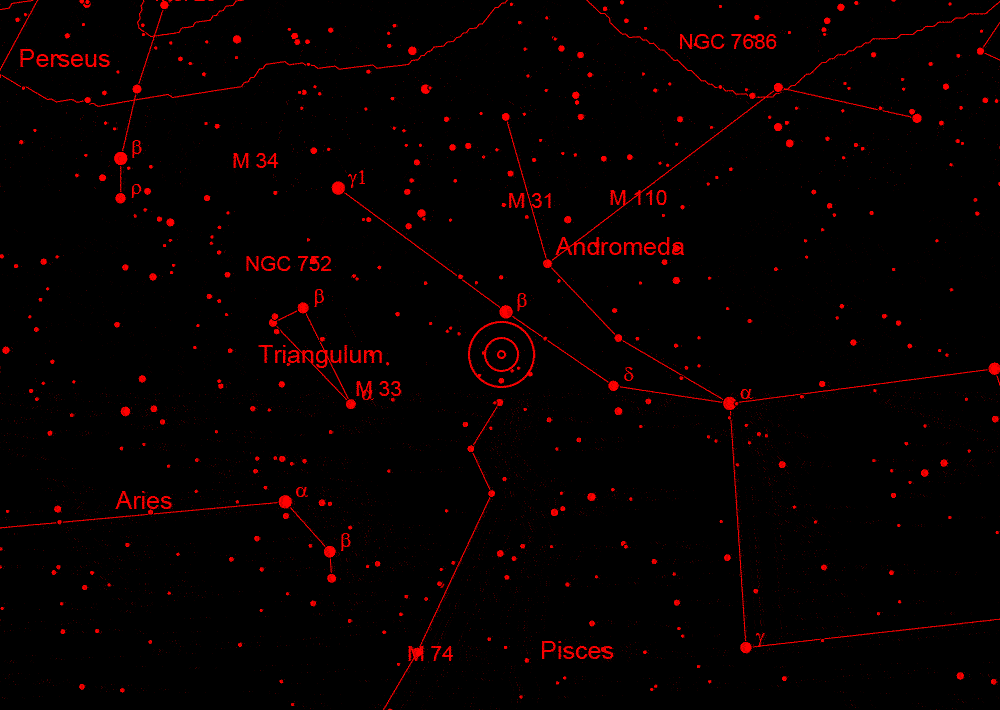 NGC 7686
Perseus
β
M 34
γ1
ρ
M 31
M 110
Andromeda
NGC 752
β
β
Triangulum
δ
M 33
α
α
α
Aries
β
γ
Pisces
M 74